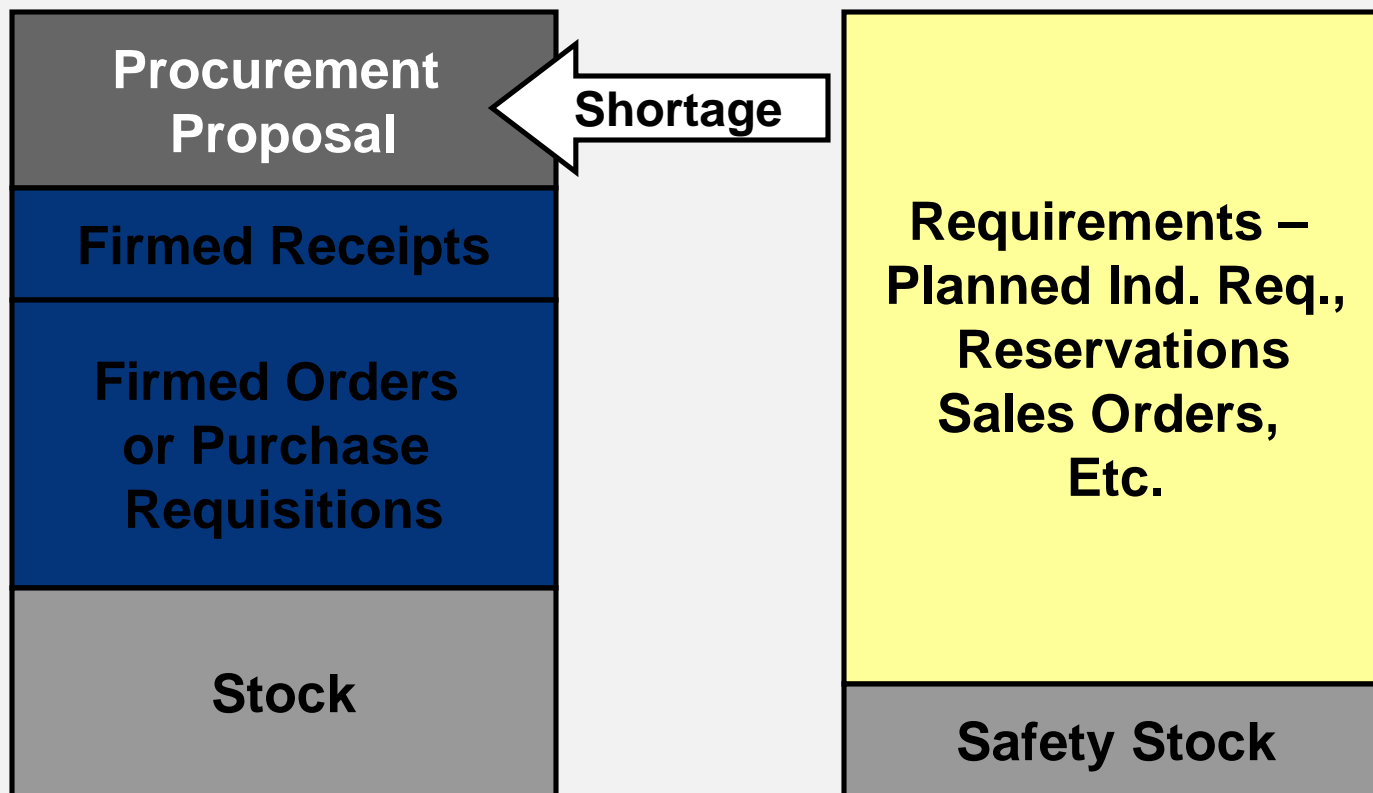 Procurement
Proposal
Shortage
Firmed Receipts
Firmed Orders
or Purchase
Requisitions
Stock
Requirements –
Planned Ind. Req.,
Reservations
Sales Orders,
Etc.
Safety Stock